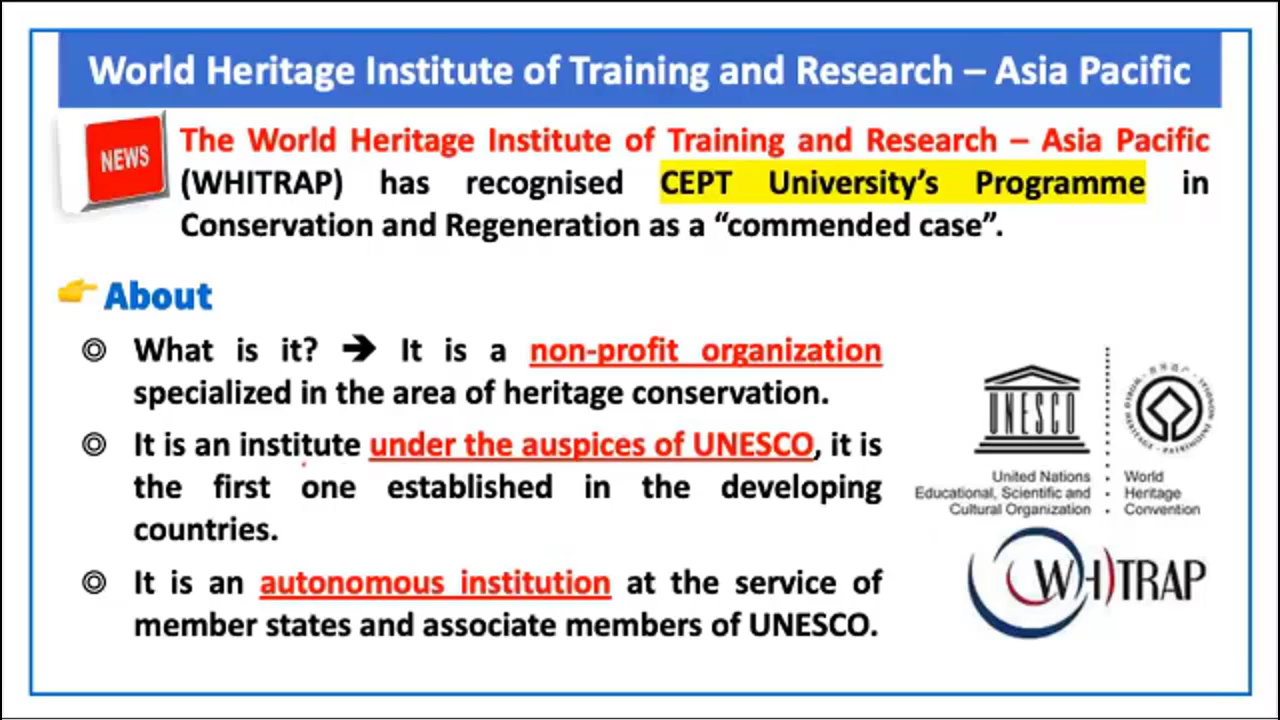 World Heritage Institute of Training and Research – Asia Pacific
NEWS
The World Heritage Institute of Training and Research – Asia Pacific
(WHITRAP) has recognised CEPT University’s Programme in
Conservation and Regeneration as a “commended case”.
About
What is it? ➔ It is a non-profit organization
specialized in the area of heritage conservation.
It is an institute under the auspices of UNESCO, it is
the first one established in the developing
countries.
It is an autonomous institution at the service of
member states and associate members of UNESCO.
UNESCO
United Nations
Educational, Scientific and
Cultural Organization
World
Heritage
Convention
WHITRAP